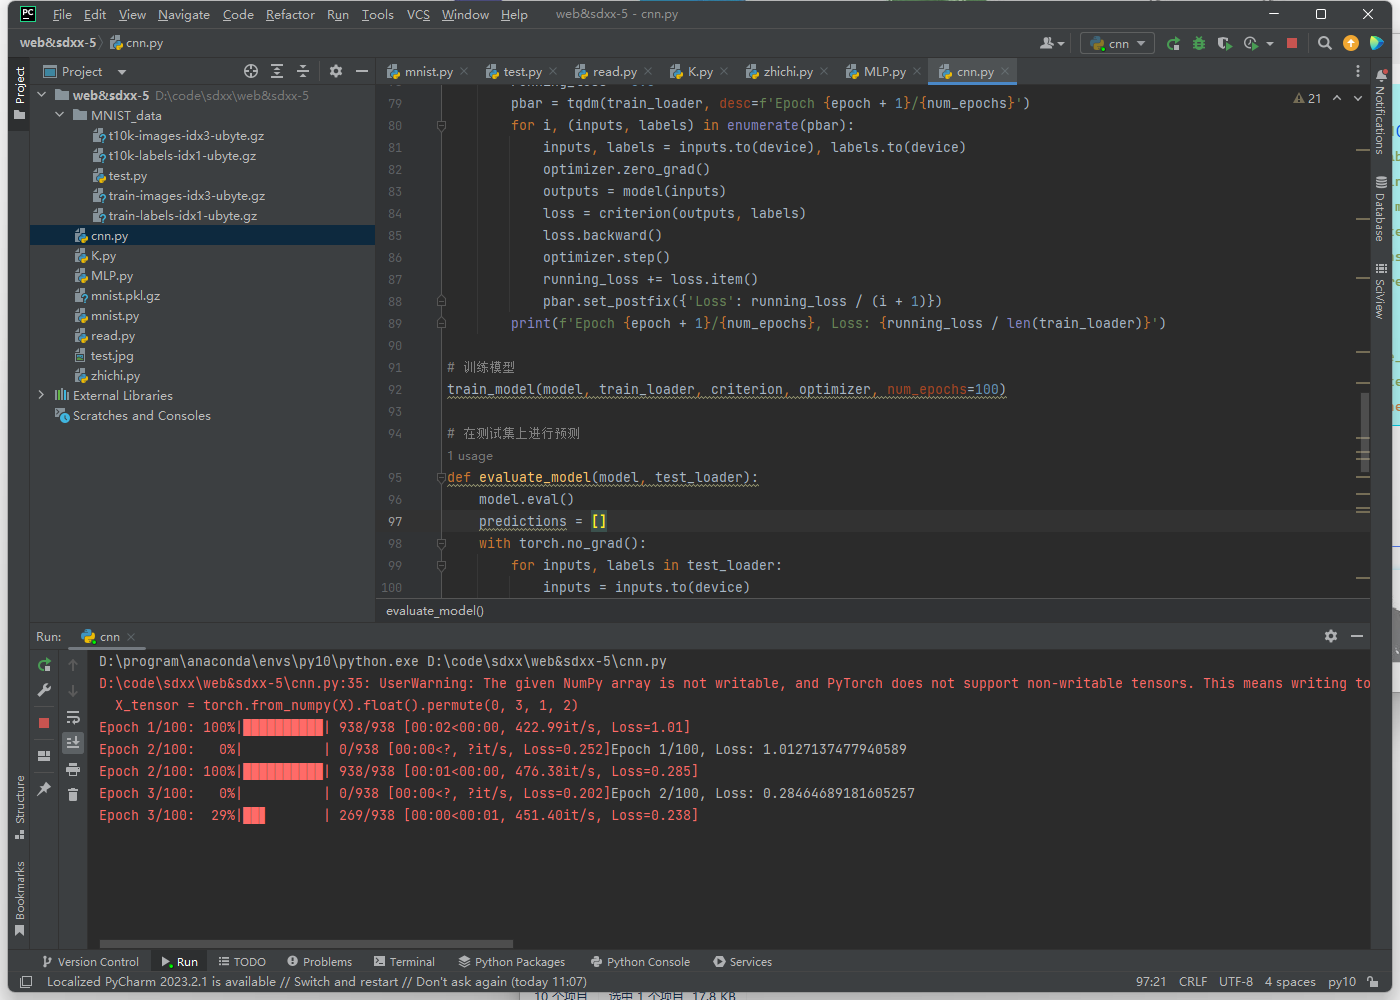 PC File Edit View Navigate Code Refactor Run Tools VCS Window Help web&sdxx-5 - cnn.py
web&sdxx-5 cnn.py cnn
Project
Project
mnist.py test.py read.py K.py zhichi.py MLP.py cnn.py
web&sdxx-5 D:\code\sdxx\web&sdxx-5
MNIST_data
t10k-images-idx3-ubyte.gz
t10k-labels-idx1-ubyte.gz
test.py
train-images-idx3-ubyte.gz
train-labels-idx1-ubyte.gz
cnn.py
K.py
MLP.py
mnist.pkl.gz
mnist.py
read.py
test.jpg
zhichi.py
External Libraries
Scratches and Consoles
21
79 pbar = tqdm(train_loader, desc=f'Epoch {epoch + 1}/{num_epochs}')
80 for i, (inputs, labels) in enumerate(pbar):
81 inputs, labels = inputs.to(device), labels.to(device)
82 optimizer.zero_grad()
83 outputs = model(inputs)
84 loss = criterion(outputs, labels)
85 loss.backward()
86 optimizer.step()
87 running_loss += loss.item()
88 pbar.set_postfix({'Loss': running_loss / (i + 1)})
89 print(f'Epoch {epoch + 1}/{num_epochs}, Loss: {running_loss / len(train_loader)}')
90
91 # 训练模型
92 train_model(model, train_loader, criterion, optimizer, num_epochs=100)
93
94 # 在测试集上进行预测
1 usage
95 def evaluate_model(model, test_loader):
96 model.eval()
97 predictions = []
98 with torch.no_grad():
99 for inputs, labels in test_loader:
100 inputs = inputs.to(device)
evaluate_model()
Notifications
Database
SciView
Run: cnn
D:\program\anaconda\envs\py10\python.exe D:\code\sdxx\web&sdxx-5\cnn.py
D:\code\sdxx\web&sdxx-5\cnn.py:35: UserWarning: The given NumPy array is not writable, and PyTorch does not support non-writable tensors. This means writing to
X_tensor = torch.from_numpy(X).float().permute(0, 3, 1, 2)
Epoch 1/100: 100%|██████████| 938/938 [00:02<00:00, 422.99it/s, Loss=1.01]
Epoch 2/100:   0%|          | 0/938 [00:00<?, ?it/s, Loss=0.252]Epoch 1/100, Loss: 1.0127137477940589
Epoch 2/100: 100%|██████████| 938/938 [00:01<00:00, 476.38it/s, Loss=0.285]
Epoch 3/100:   0%|          | 0/938 [00:00<?, ?it/s, Loss=0.202]Epoch 2/100, Loss: 0.28464689181605257
Epoch 3/100:  29%|███       | 269/938 [00:00<00:01, 451.40it/s, Loss=0.238]
Structure
Bookmarks
Version Control Run TODO Problems Terminal Python Packages Python Console Services
Localized PyCharm 2023.2.1 is available // Switch and restart // Don't ask again (today 11:07) 97:21 CRLF UTF-8 4 spaces py10
10 个项目 选中 1 个项目 17.8 KB